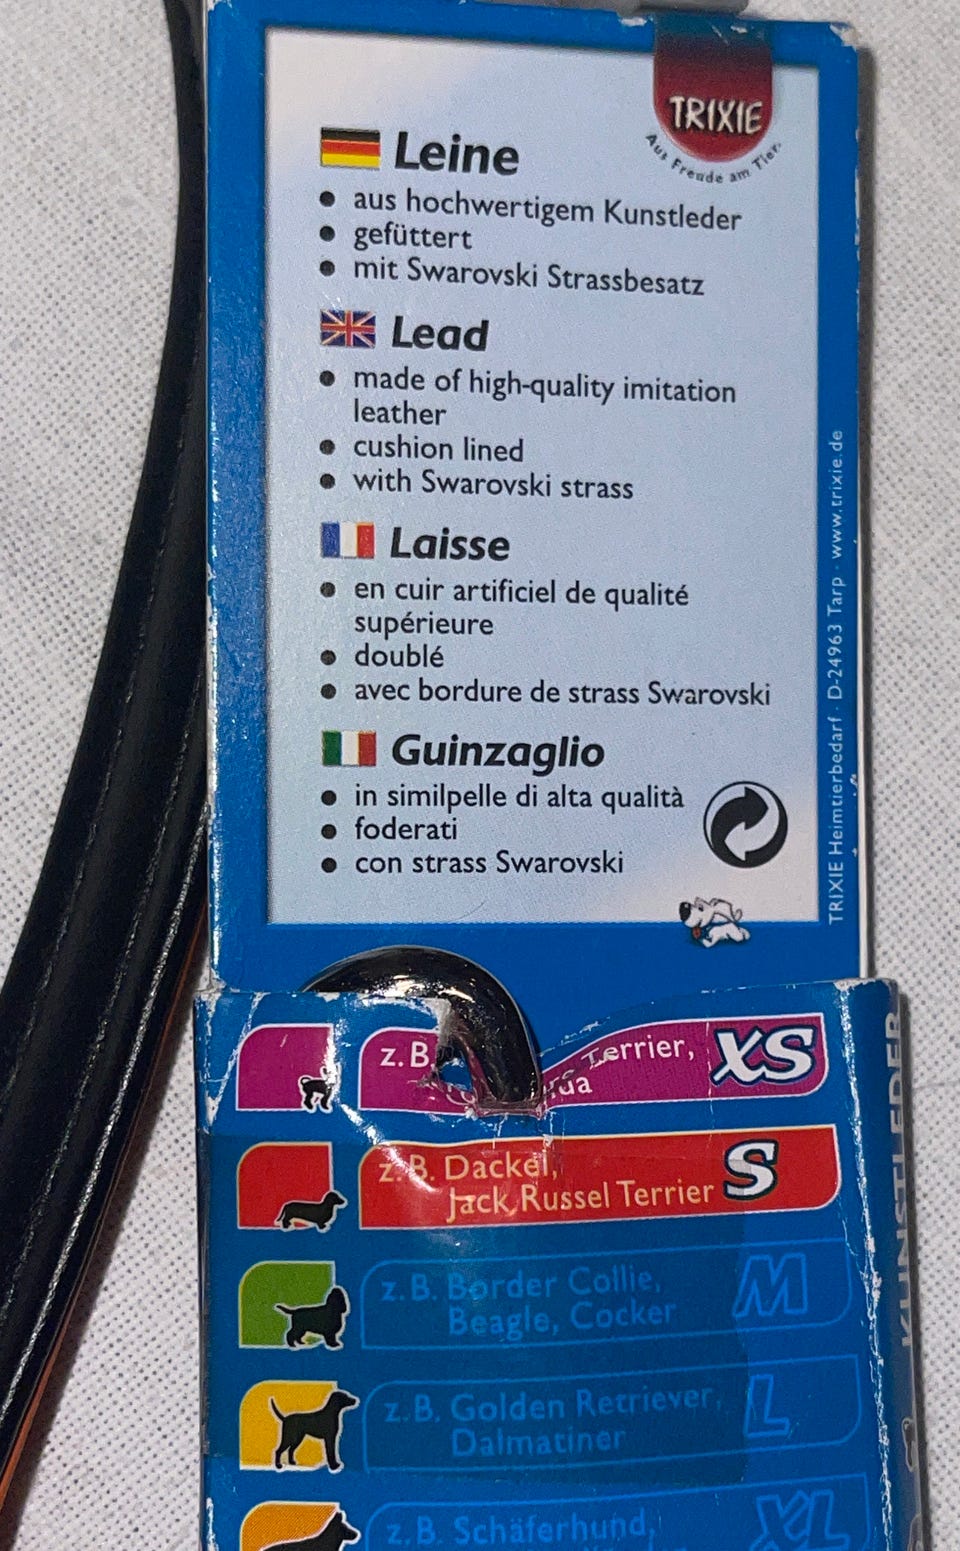 TRIXIE
Aus Freude am Tier.
Leine
• aus hochwertigem Kunstleder
• gefüttert
• mit Swarovski Strassbesatz
Lead
• made of high-quality imitation
leather
• cushion lined
• with Swarovski strass
Laisse
• en cuir artificiel de qualité
supérieure
• doublé
• avec bordure de strass Swarovski
Guinzaglio
• in similpelle di alta qualità
• foderati
• con strass Swarovski
TRIXIE Heimtierbedarf · D-24963 Tarp · www.trixie.de
z.B. Terrier, XS
z.B. Dackel, S
Jack Russel Terrier
z.B. Border Collie, M
Beagle, Cocker
z.B. Golden Retriever, L
Dalmatiner
z.B. Schäferhund, XL
KUNSTLEDER